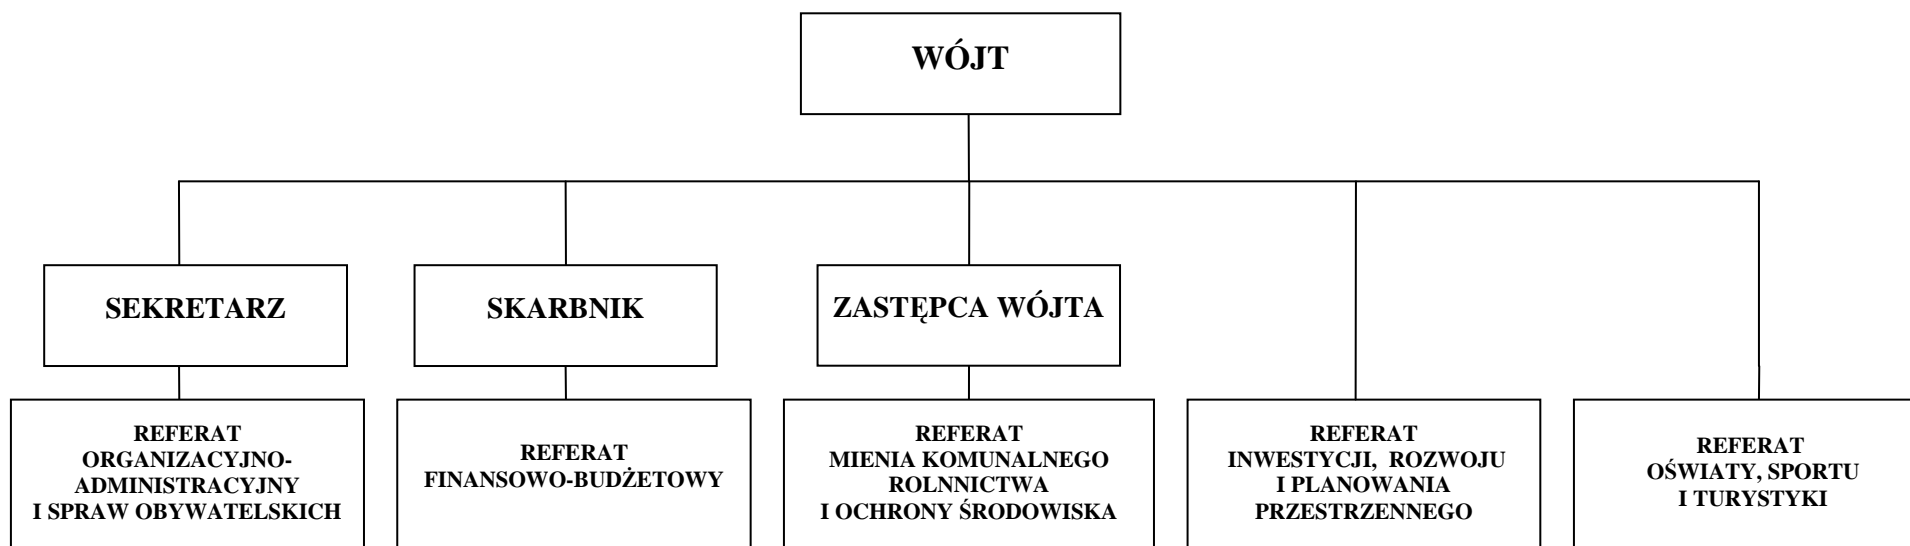 WÓJT
SEKRETARZ
SKARBNIK
ZASTĘPCA WÓJTA
REFERAT
ORGANIZACYJNO-
ADMINISTRACYJNY
I SPRAW OBYWATELSKICH
REFERAT
FINANSOWO-BUDŻETOWY
REFERAT
MIENIA KOMUNALNEGO
ROLNNICTWA
I OCHRONY ŚRODOWISKA
REFERAT
INWESTYCJI, ROZWOJU
I PLANOWANIA
PRZESTRZENNEGO
REFERAT
OŚWIATY, SPORTU
I TURYSTYKI